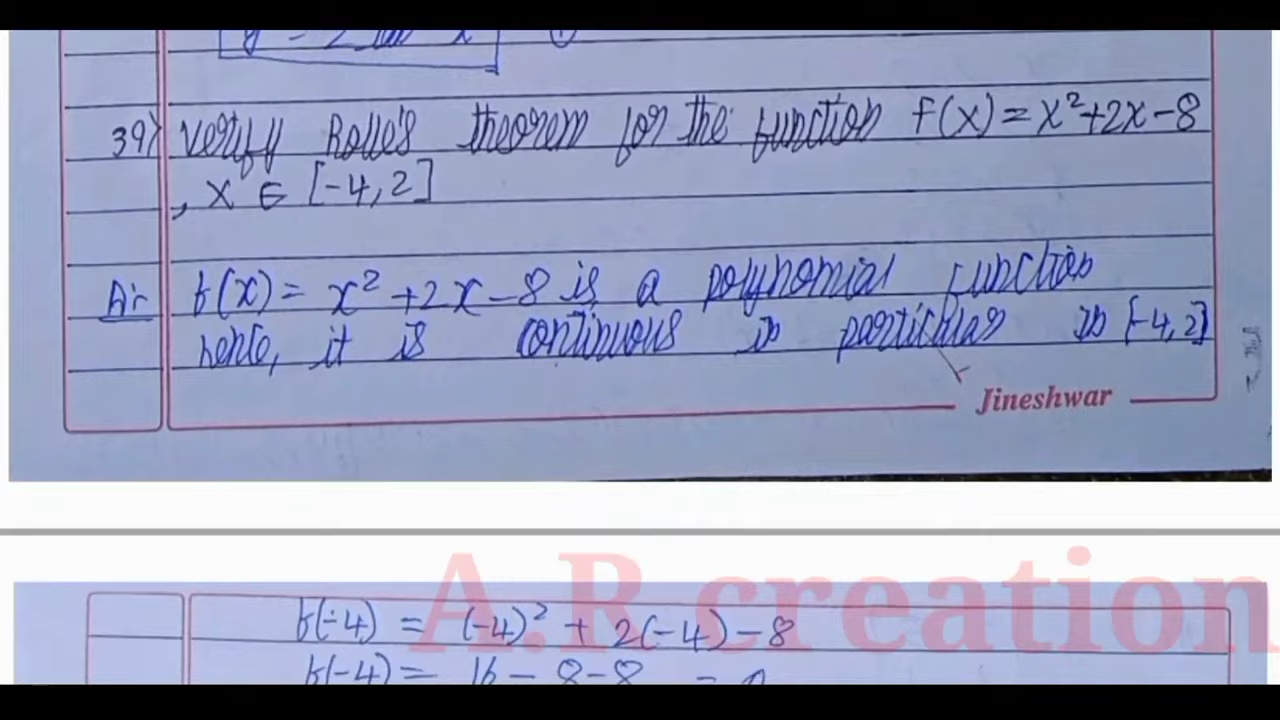 39) Verify Rolle's theorem for the function f(x) = x²+2x-8
, x ∈ [-4, 2]
A:- f(x) = x² +2x -8 is a polynomial function
hence, it is continuous in particular in [-4, 2]
Jineshwar
A.R creation
f(-4) = (-4)² + 2(-4) -8
f(-4) = 16 - 8 - 8 = 0